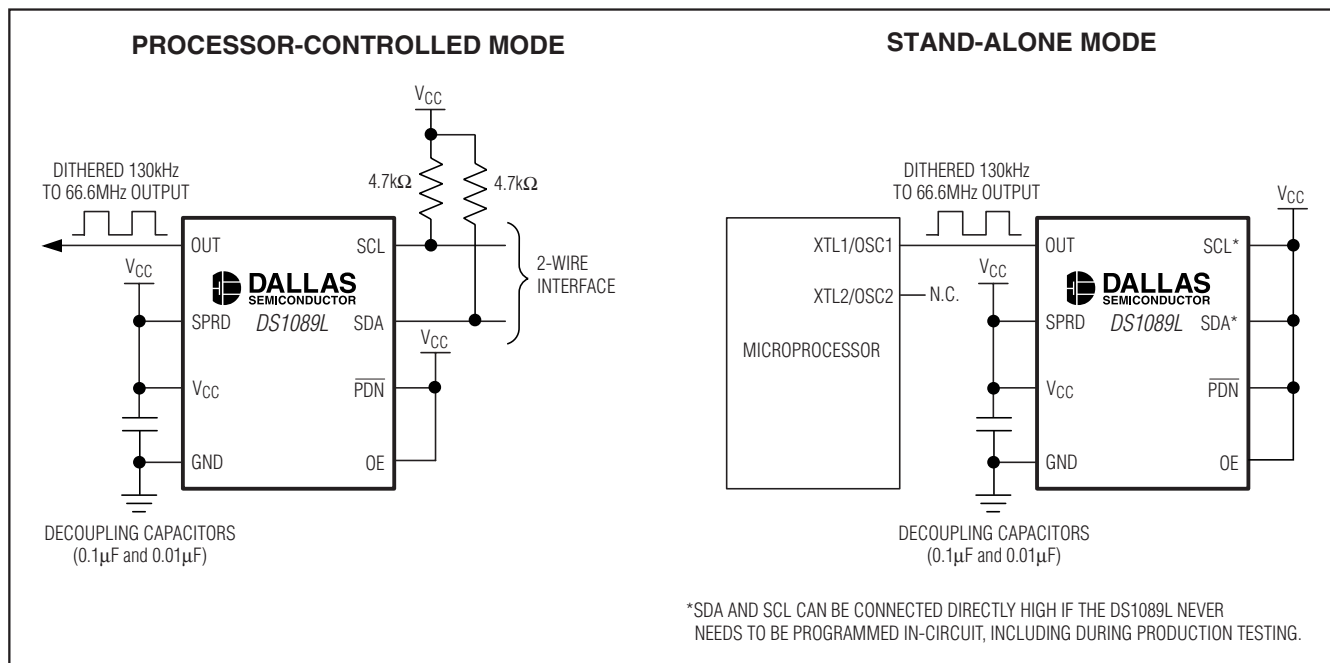 PROCESSOR-CONTROLLED MODE
VCC
DITHERED 130kHz
TO 66.6MHz OUTPUT
4.7kΩ
4.7kΩ
OUT
SCL
VCC
DALLAS
SEMICONDUCTOR
DS1089L
2-WIRE
INTERFACE
SPRD
SDA
VCC
VCC
PDN
GND
OE
DECOUPLING CAPACITORS
(0.1µF and 0.01µF)
STAND-ALONE MODE
DITHERED 130kHz
TO 66.6MHz OUTPUT
VCC
XTL1/OSC1
OUT
SCL*
VCC
XTL2/OSC2
N.C.
DALLAS
SEMICONDUCTOR
DS1089L
SPRD
SDA*
MICROPROCESSOR
VCC
PDN
GND
OE
DECOUPLING CAPACITORS
(0.1µF and 0.01µF)
*SDA AND SCL CAN BE CONNECTED DIRECTLY HIGH IF THE DS1089L NEVER
NEEDS TO BE PROGRAMMED IN-CIRCUIT, INCLUDING DURING PRODUCTION TESTING.